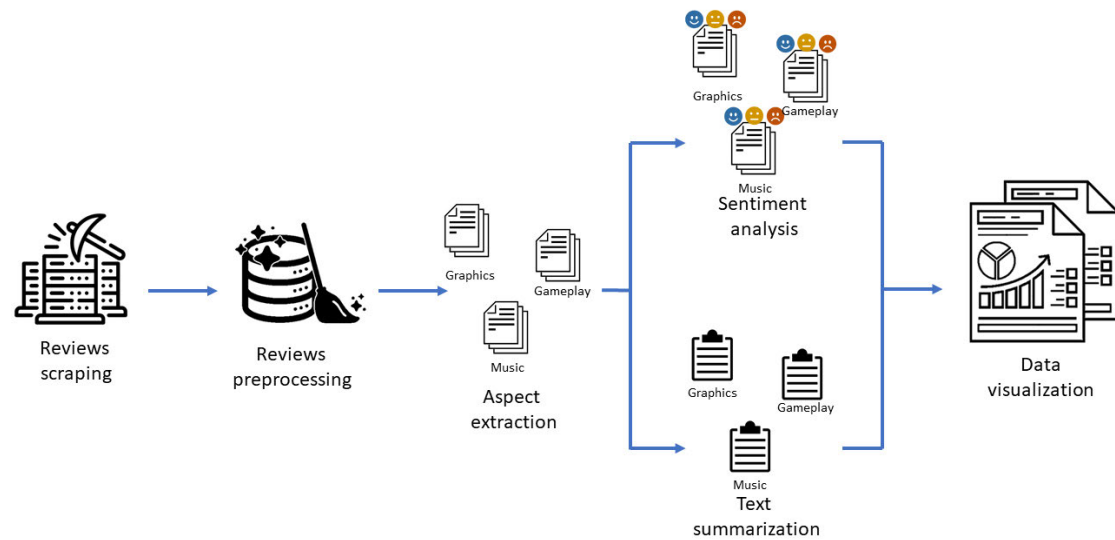 Reviews
scraping
Reviews
preprocessing
Graphics
Gameplay
Music
Aspect
extraction
Graphics
Gameplay
Music
Sentiment
analysis
Graphics
Gameplay
Music
Text
summarization
Data
visualization